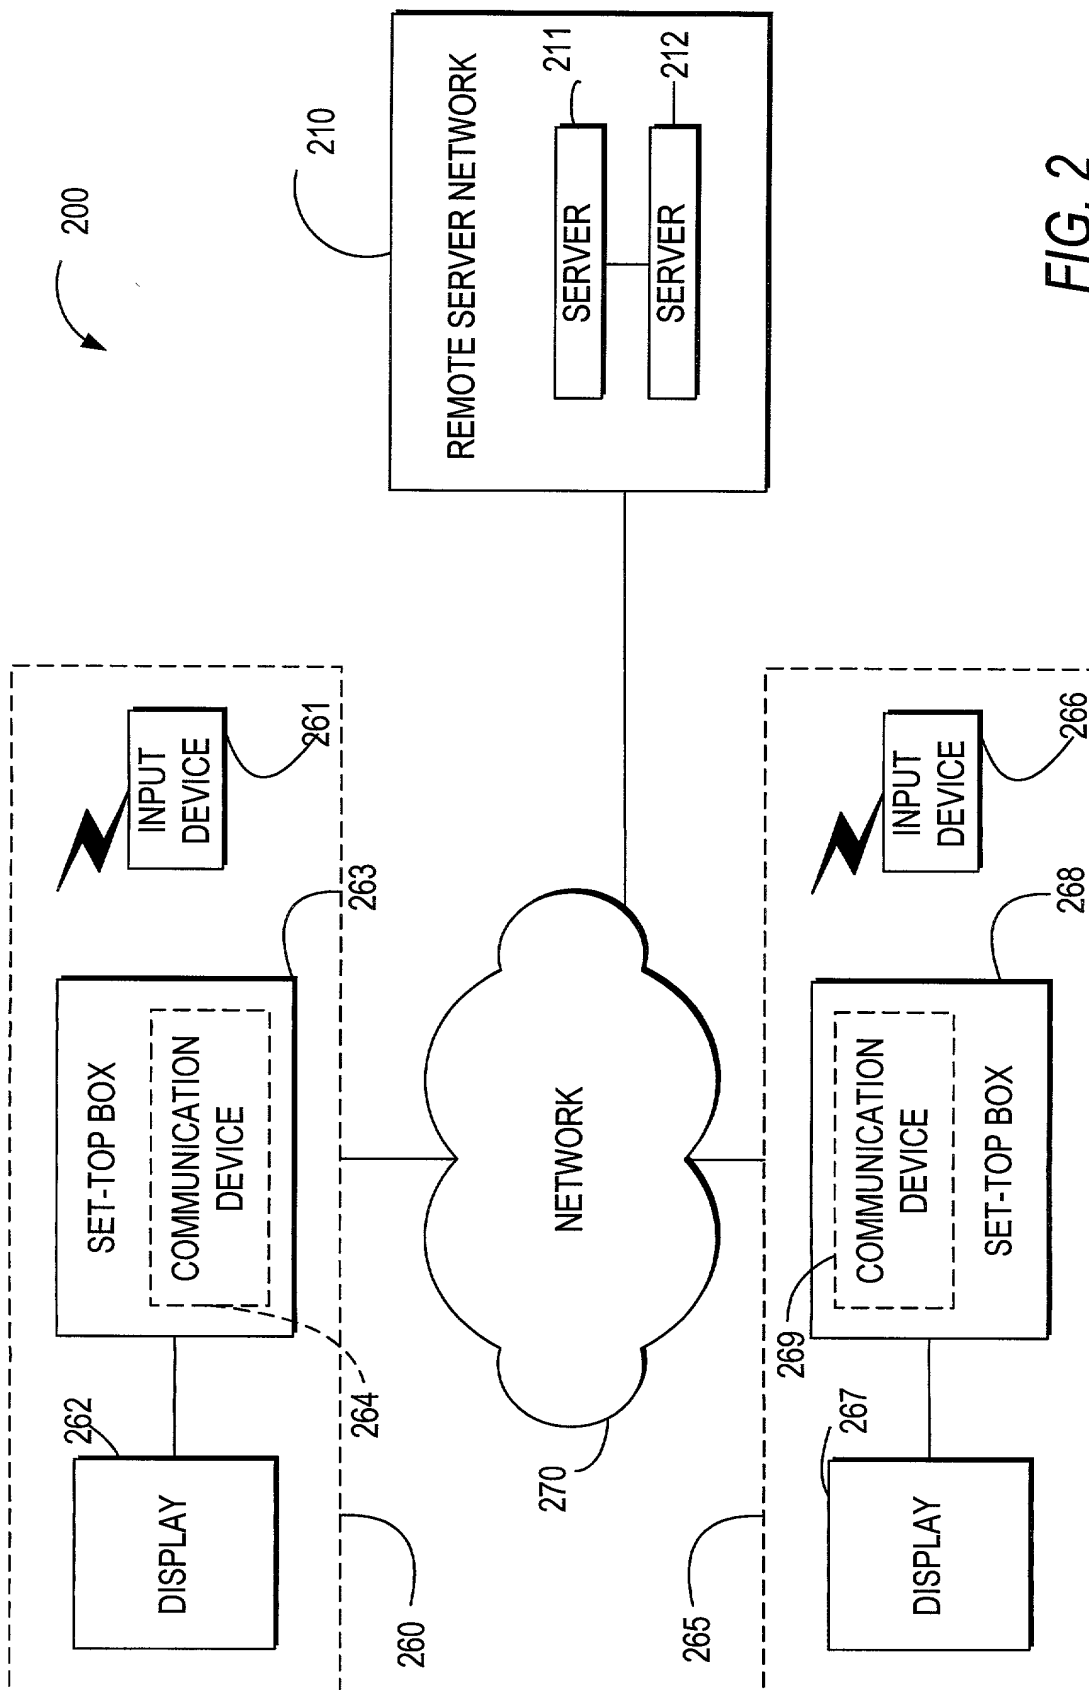 200
210
REMOTE SERVER NETWORK
SERVER
211
SERVER
212
INPUT
DEVICE
261
SET-TOP BOX
263
COMMUNICATION
DEVICE
264
262
DISPLAY
260
NETWORK
270
INPUT
DEVICE
266
268
COMMUNICATION
DEVICE
SET-TOP BOX
269
267
DISPLAY
265
FIG. 2